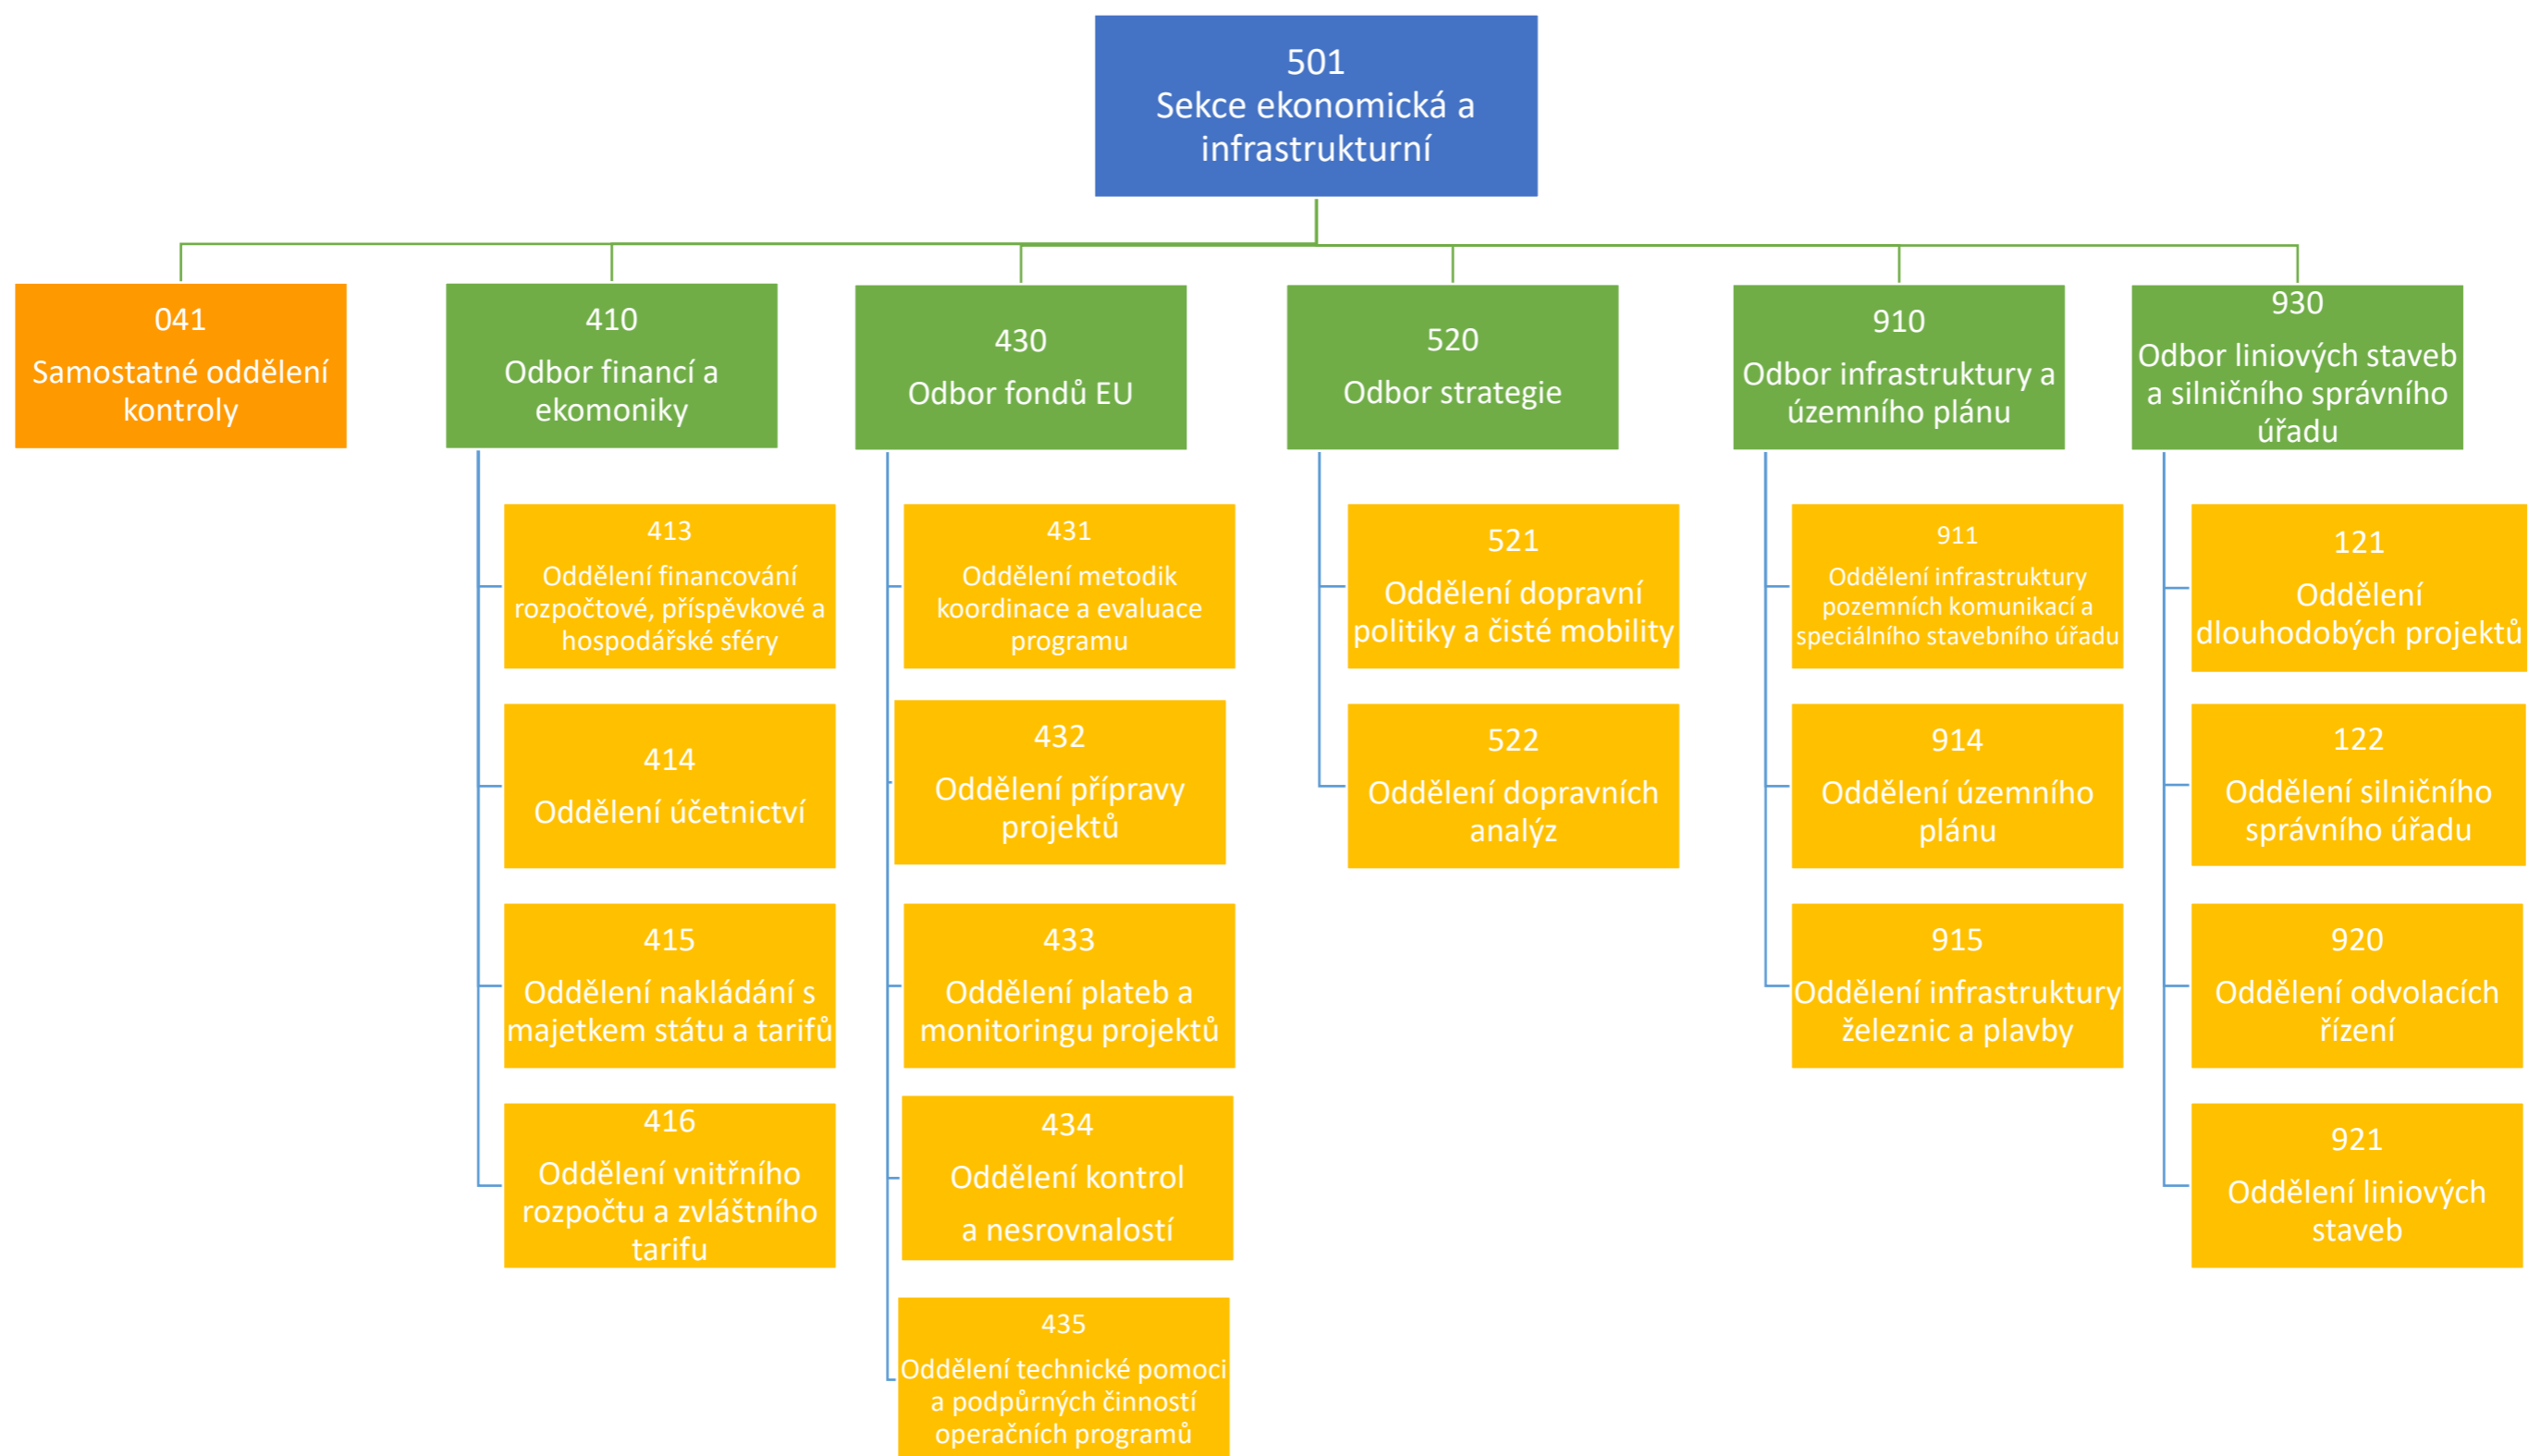 501
Sekce ekonomická a
infrastrukturní
041
Samostatné oddělení
kontroly
410
Odbor financí a
ekomoniky
430
Odbor fondů EU
520
Odbor strategie
910
Odbor infrastruktury a
územního plánu
930
Odbor liniových staveb
a silničního správního
úřadu
413
Oddělení financování
rozpočtové, příspěvkové a
hospodářské sféry
414
Oddělení účetnictví
415
Oddělení nakládání s
majetkem státu a tarifů
416
Oddělení vnitřního
rozpočtu a zvláštního
tarifu
431
Oddělení metodik
koordinace a evaluace
programu
432
Oddělení přípravy
projektů
433
Oddělení plateb a
monitoringu projektů
434
Oddělení kontrol
a nesrovnalostí
435
Oddělení technické pomoci
a podpůrných činností
operačních programů
521
Oddělení dopravní
politiky a čisté mobility
522
Oddělení dopravních
analýz
911
Oddělení infrastruktury
pozemních komunikací a
speciálního stavebního úřadu
914
Oddělení územního
plánu
915
Oddělení infrastruktury
železnic a plavby
121
Oddělení
dlouhodobých projektů
122
Oddělení silničního
správního úřadu
920
Oddělení odvolacích
řízení
921
Oddělení liniových
staveb